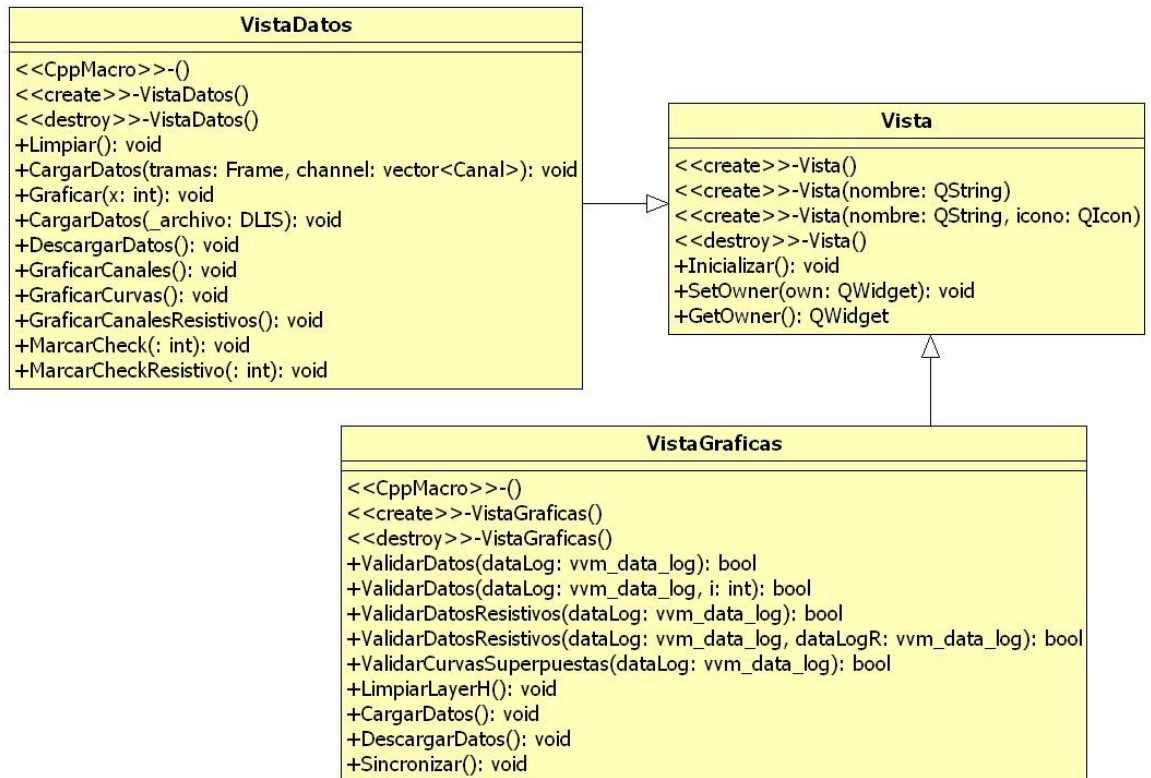 VistaDatos
<<CppMacro>>-()
<<create>>-VistaDatos()
<<destroy>>-VistaDatos()
+Limpiar(): void
+CargarDatos(tramas: Frame, channel: vector<Canal>): void
+Graficar(x: int): void
+CargarDatos(_archivo: DLIS): void
+DescargarDatos(): void
+GraficarCanales(): void
+GraficarCurvas(): void
+GraficarCanalesResistivos(): void
+MarcarCheck(: int): void
+MarcarCheckResistivo(: int): void
Vista
<<create>>-Vista()
<<create>>-Vista(nombre: QString)
<<create>>-Vista(nombre: QString, icono: QIcon)
<<destroy>>-Vista()
+Inicializar(): void
+SetOwner(own: QWidget): void
+GetOwner(): QWidget
VistaGraficas
<<CppMacro>>-()
<<create>>-VistaGraficas()
<<destroy>>-VistaGraficas()
+ValidarDatos(dataLog: vvm_data_log): bool
+ValidarDatos(dataLog: vvm_data_log, i: int): bool
+ValidarDatosResistivos(dataLog: vvm_data_log): bool
+ValidarDatosResistivos(dataLog: vvm_data_log, dataLogR: vvm_data_log): bool
+ValidarCurvasSuperpuestas(dataLog: vvm_data_log): bool
+LimpiarLayerH(): void
+CargarDatos(): void
+DescargarDatos(): void
+Sincronizar(): void